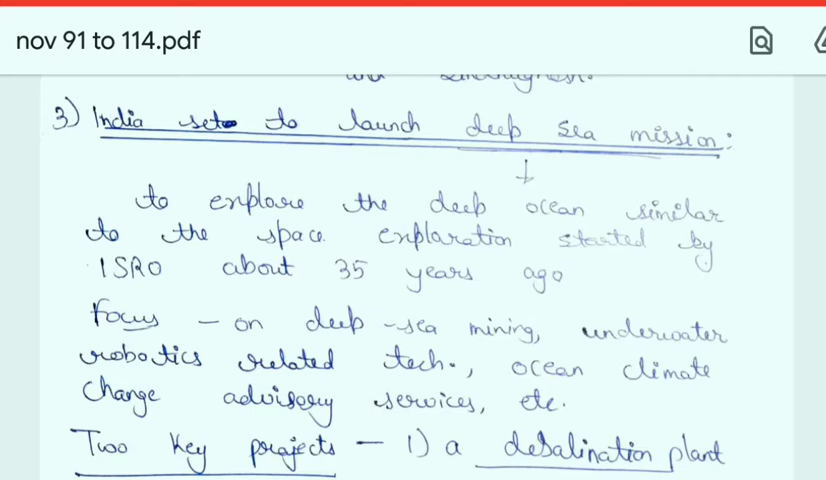 nov 91 to 114.pdf
3) India set to launch deep sea mission:
to explore the deep ocean similar
to the space exploration started by
ISRO about 35 years ago
Focus - on deep-sea mining, underwater
robotics related tech., ocean climate
change advisory services, etc.
Two key projects - 1) a desalination plant